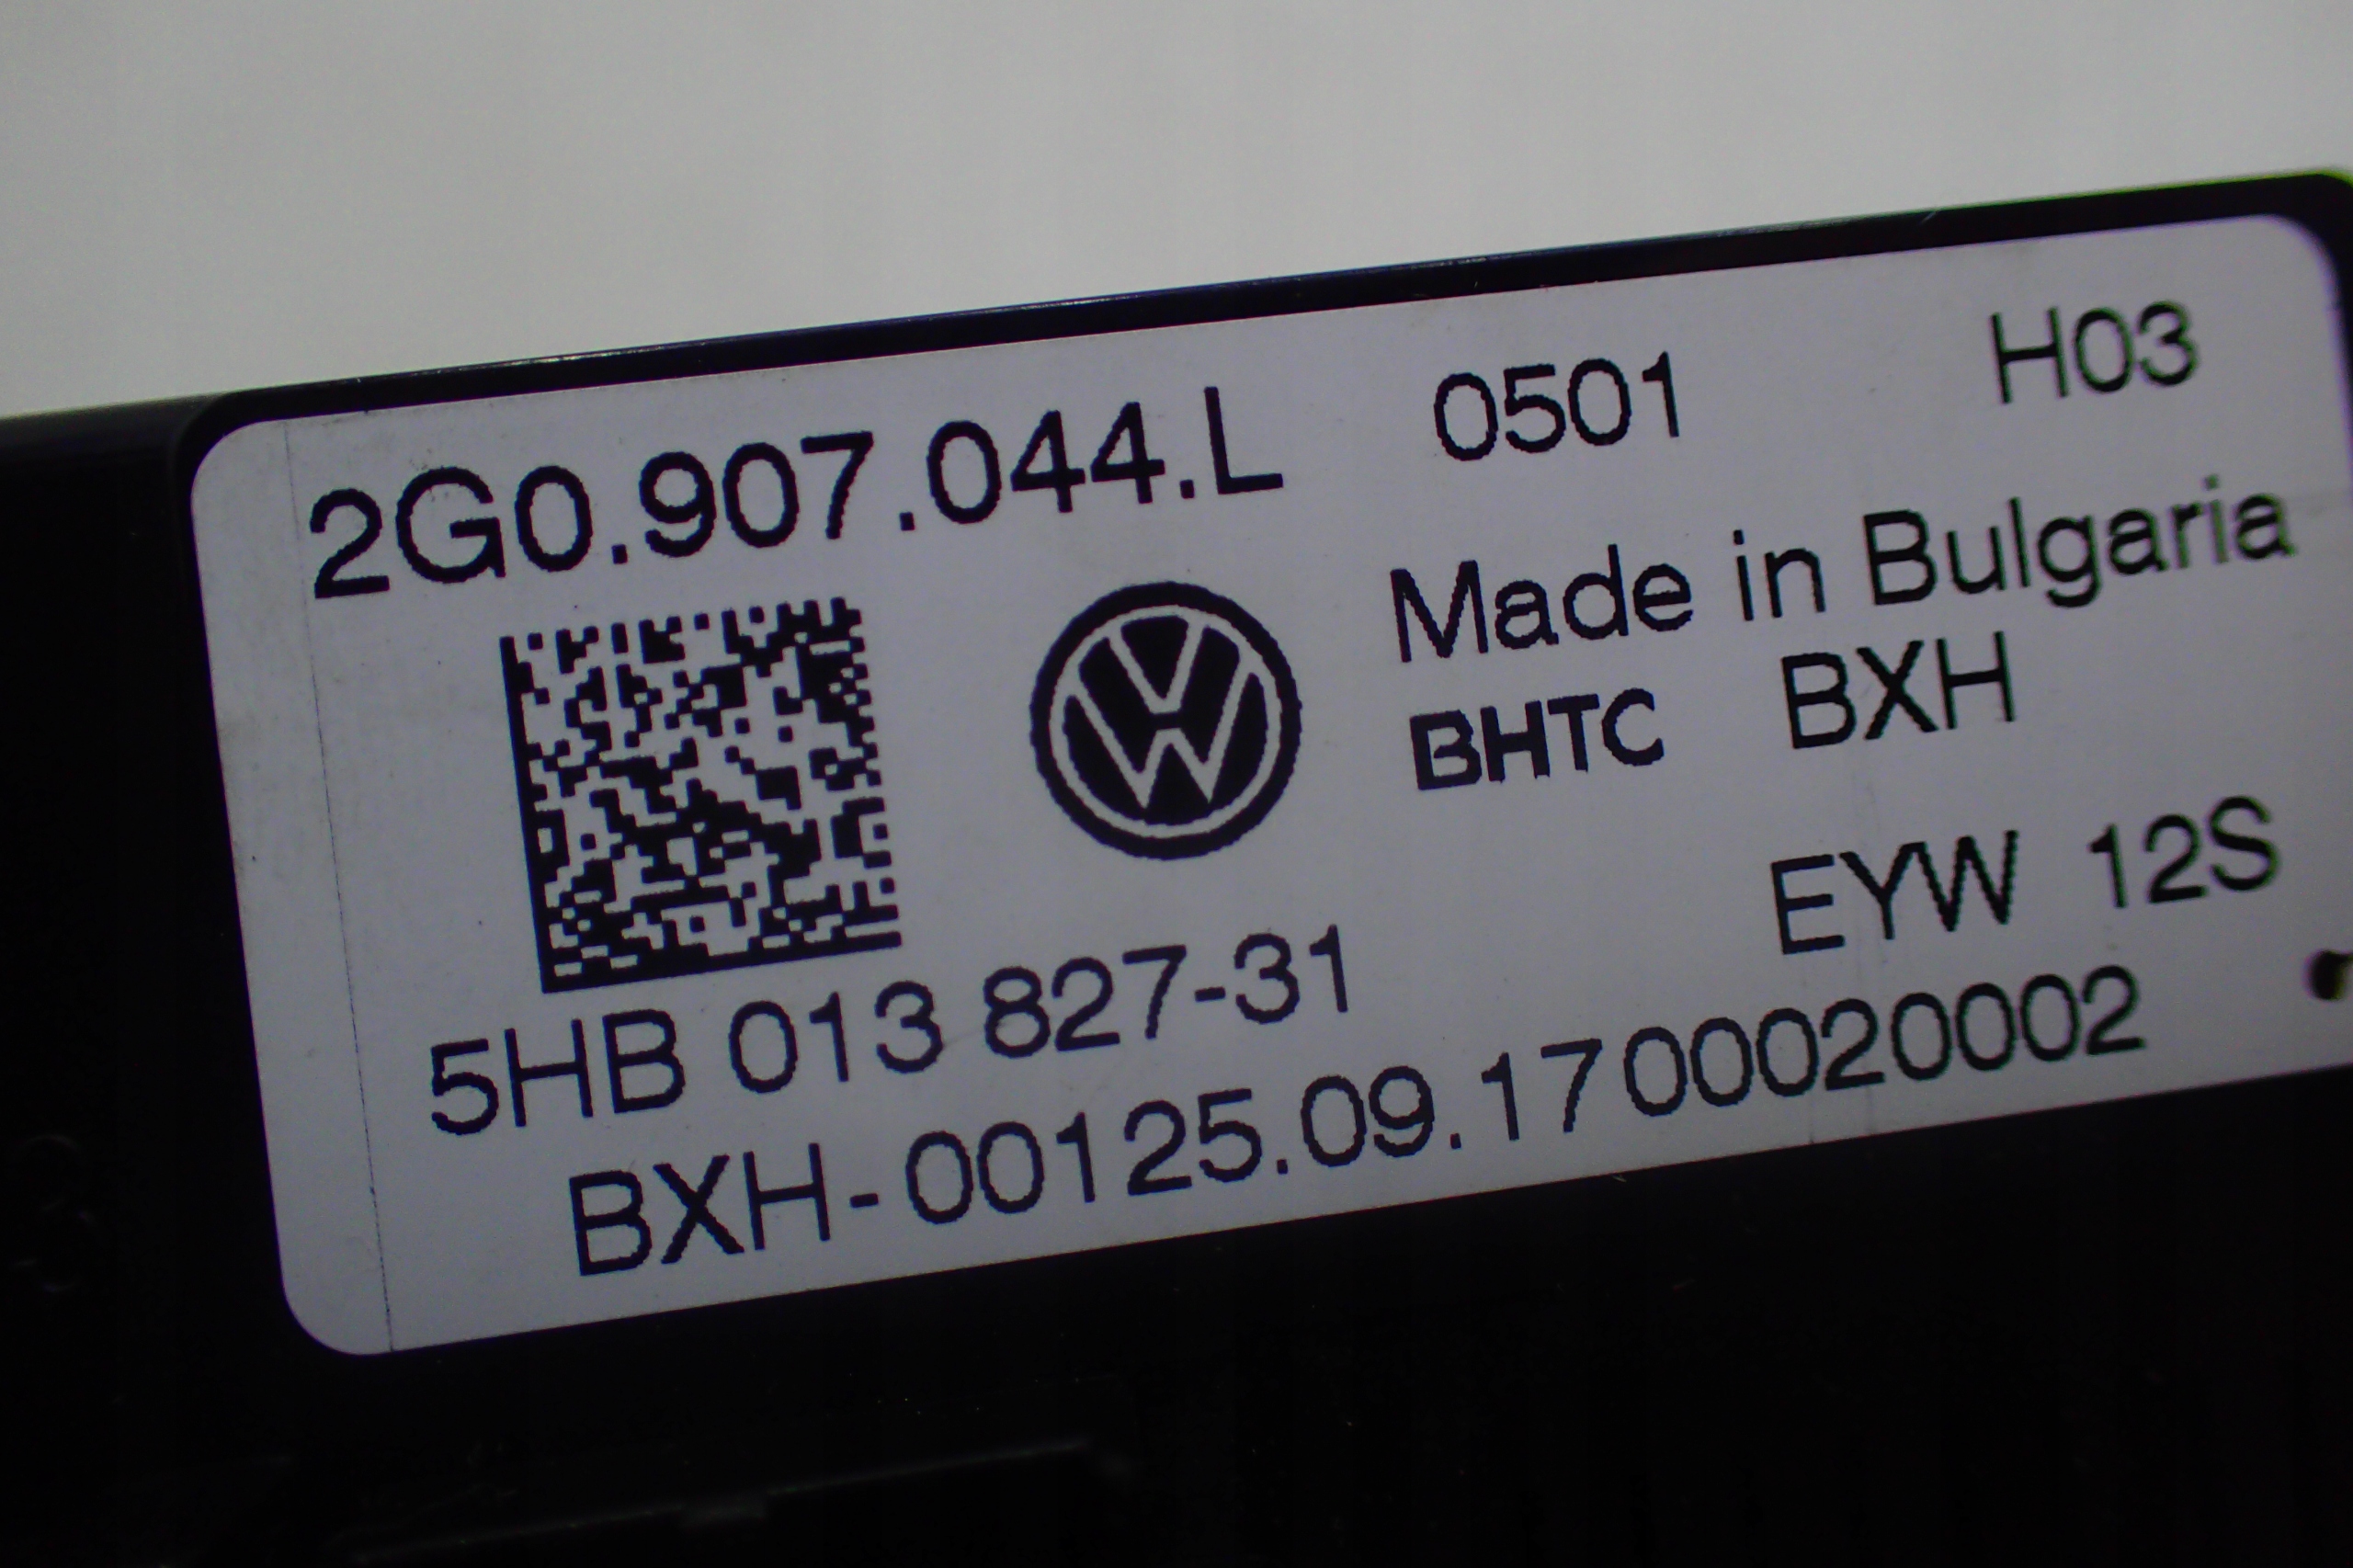 2G0.907.044.L 0501 H03
Made in Bulgaria
BHTC BXH
EYW 12S
5HB 013 827-31
BXH-00125.09.1700020002